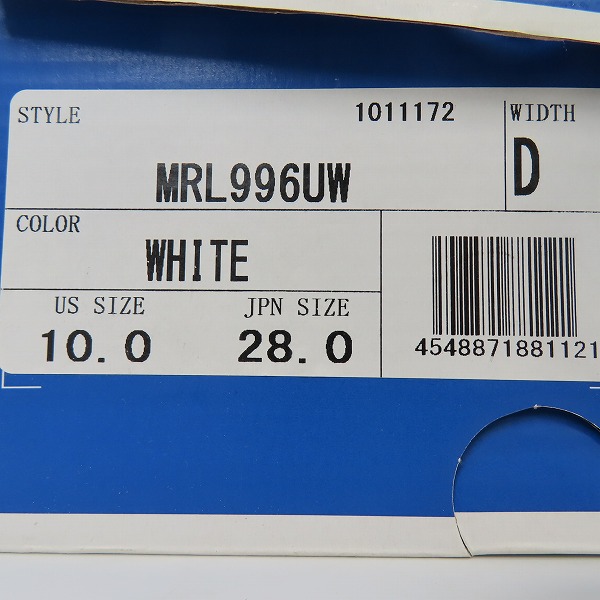 STYLE 1011172 WIDTH
MRL996UW D
COLOR
WHITE
US SIZE JPN SIZE
10.0 28.0
4548871881121